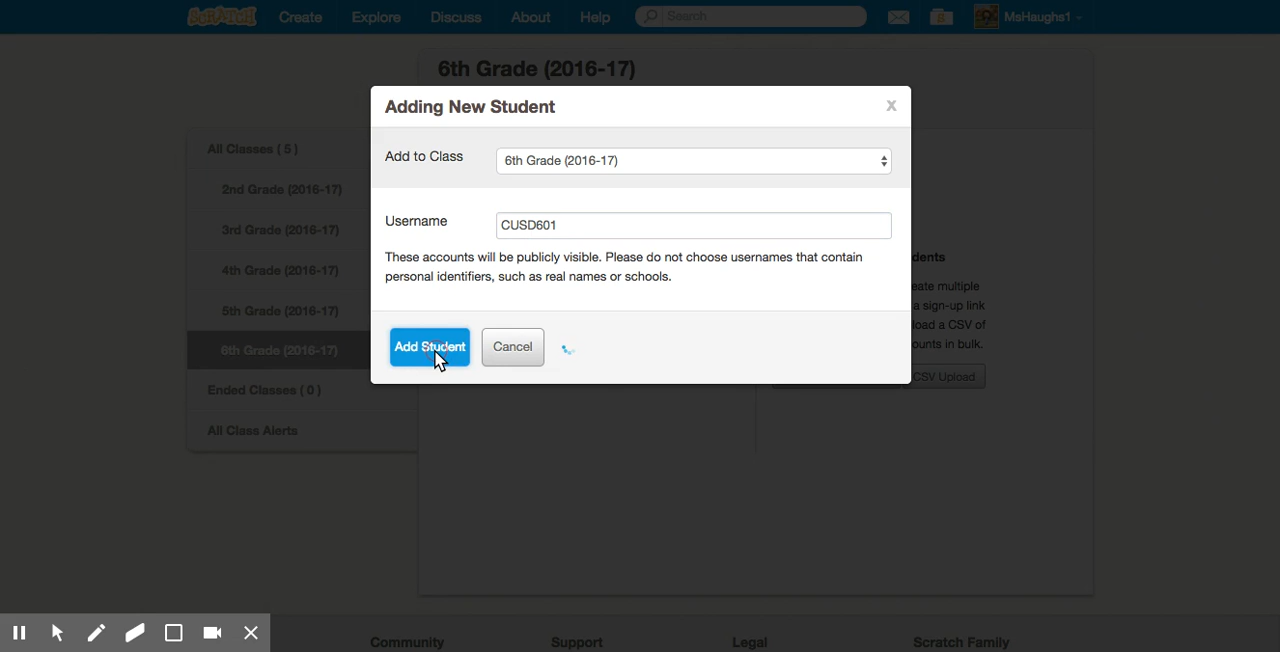 SCRATCH Create Explore Discuss About Help Search 8 MsHaughs1
6th Grade (2016-17)
Adding New Student x
Add to Class 6th Grade (2016-17)
Username CUSD601
These accounts will be publicly visible. Please do not choose usernames that contain
personal identifiers, such as real names or schools.
Add Student Cancel
All Classes ( 5 )
2nd Grade (2016-17)
3rd Grade (2016-17)
4th Grade (2016-17)
5th Grade (2016-17)
6th Grade (2016-17)
Ended Classes ( 0 )
All Class Alerts
dents
eate multiple
a sign-up link
load a CSV of
ounts in bulk.
CSV Upload
Community Support Legal Scratch Family